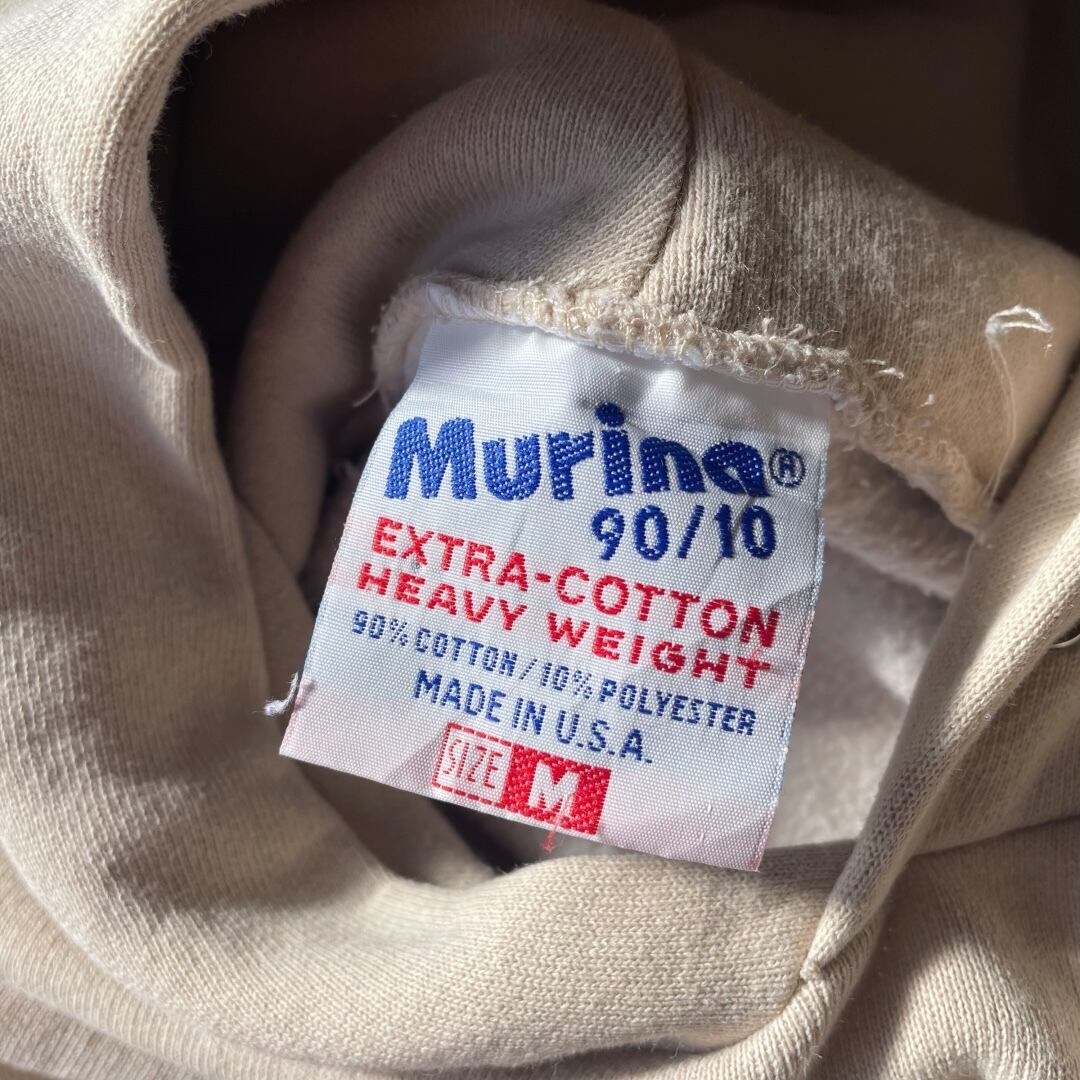 Murina®
90/10
EXTRA-COTTON
HEAVY WEIGHT
90% COTTON/10% POLYESTER
MADE IN U.S.A.
SIZE M